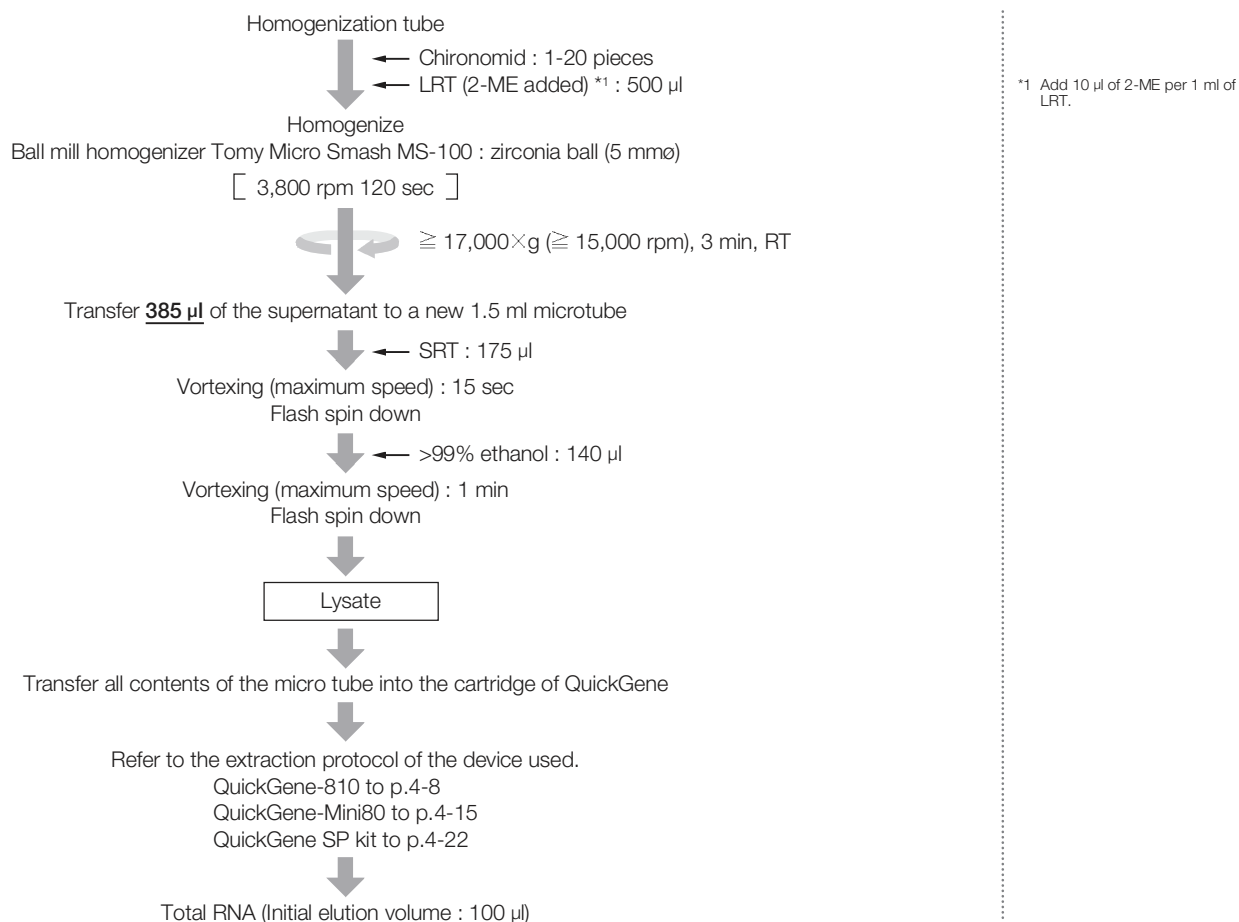 Homogenization tube
Chironomid : 1-20 pieces
LRT (2-ME added) *1 : 500 µl
Homogenize
Ball mill homogenizer Tomy Micro Smash MS-100 : zirconia ball (5 mmø)
[ 3,800 rpm 120 sec ]
≧ 17,000×g (≧ 15,000 rpm), 3 min, RT
Transfer 385 µl of the supernatant to a new 1.5 ml microtube
SRT : 175 µl
Vortexing (maximum speed) : 15 sec
Flash spin down
>99% ethanol : 140 µl
Vortexing (maximum speed) : 1 min
Flash spin down
Lysate
Transfer all contents of the micro tube into the cartridge of QuickGene
Refer to the extraction protocol of the device used.
QuickGene-810 to p.4-8
QuickGene-Mini80 to p.4-15
QuickGene SP kit to p.4-22
Total RNA (Initial elution volume : 100 µl)
*1 Add 10 µl of 2-ME per 1 ml of
LRT.